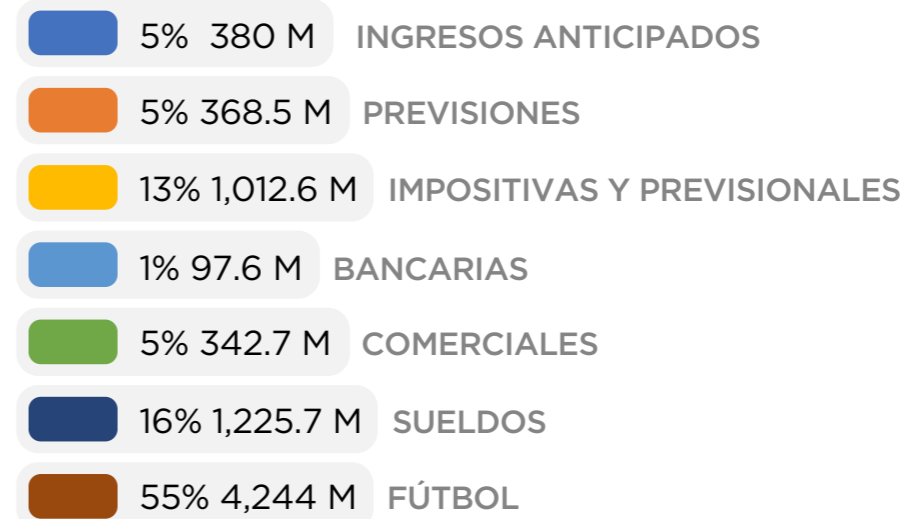 5% 380 M INGRESOS ANTICIPADOS
5% 368.5 M PREVISIONES
13% 1,012.6 M IMPOSITIVAS Y PREVISIONALES
1% 97.6 M BANCARIAS
5% 342.7 M COMERCIALES
16% 1,225.7 M SUELDOS
55% 4,244 M FÚTBOL